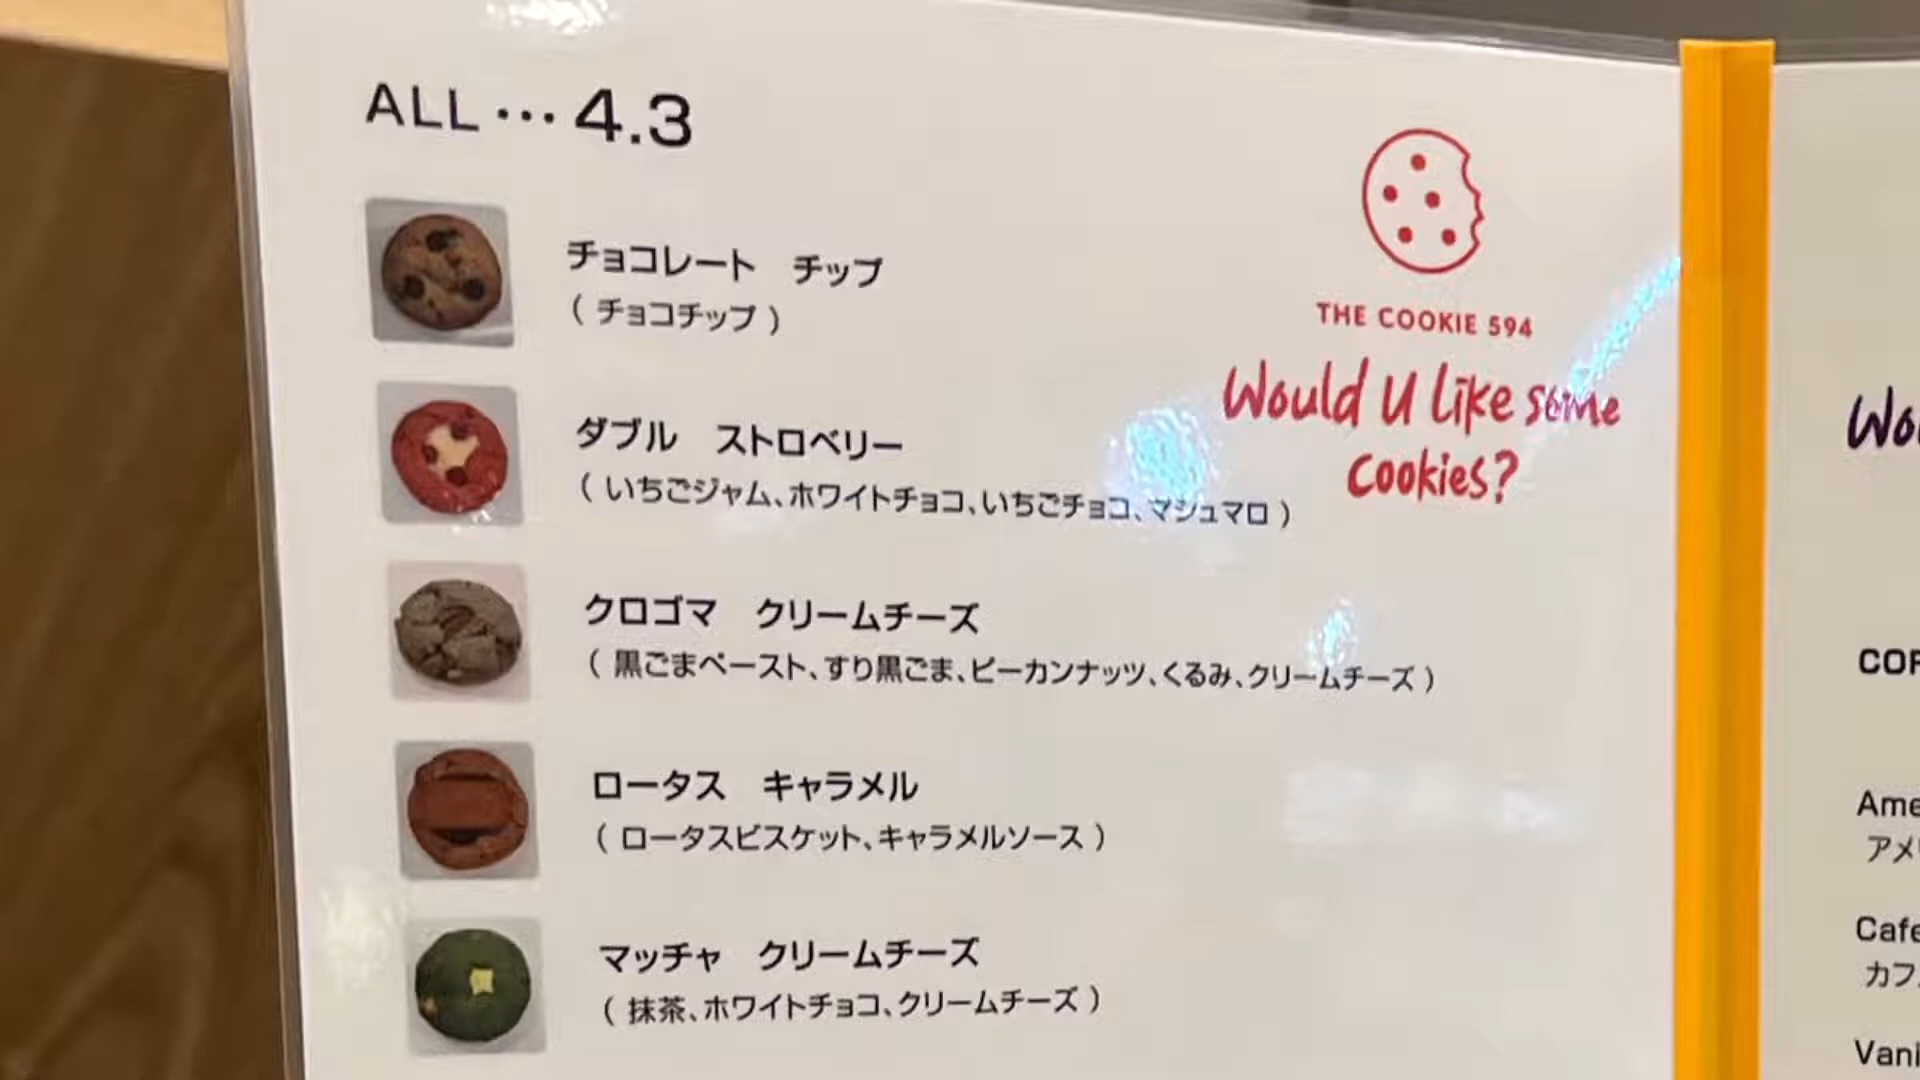 ALL…4.3
チョコレート チップ
( チョコチップ )
ダブル ストロベリー
( いちごジャム、ホワイトチョコ、いちごチョコ、マシュマロ )
クロゴマ クリームチーズ
( 黒ごまペースト、すり黒ごま、ピーカンナッツ、くるみ、クリームチーズ )
ロータス キャラメル
( ロータスビスケット、キャラメルソース )
マッチャ クリームチーズ
( 抹茶、ホワイトチョコ、クリームチーズ )
THE COOKIE 594
Would U like some
cookies?